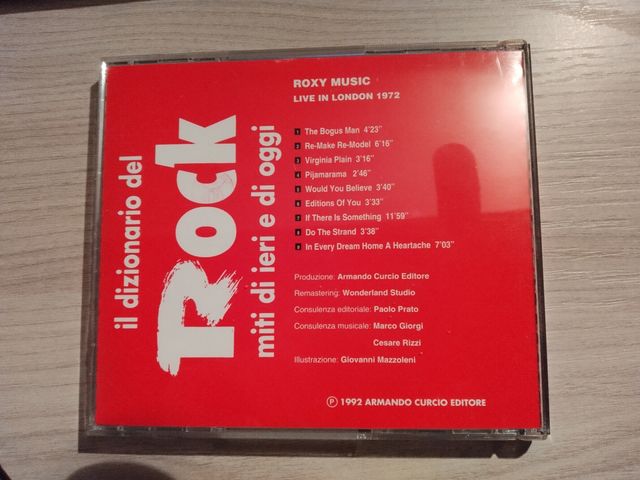 il dizionario del
Rock
miti di ieri e di oggi
ROXY MUSIC
LIVE IN LONDON 1972
1 The Bogus Man 4'23"
2 Re-Make Re-Model 6'16"
3 Virginia Plain 3'16"
4 Pijamarama 2'46"
5 Would You Believe 3'40"
6 Editions Of You 3'33"
7 If There Is Something 11'59"
8 Do The Strand 3'38"
9 In Every Dream Home A Heartache 7'03"
Produzione: Armando Curcio Editore
Remastering: Wonderland Studio
Consulenza editoriale: Paolo Prato
Consulenza musicale: Marco Giorgi
Cesare Rizzi
Illustrazione: Giovanni Mazzoleni
℗ 1992 ARMANDO CURCIO EDITORE